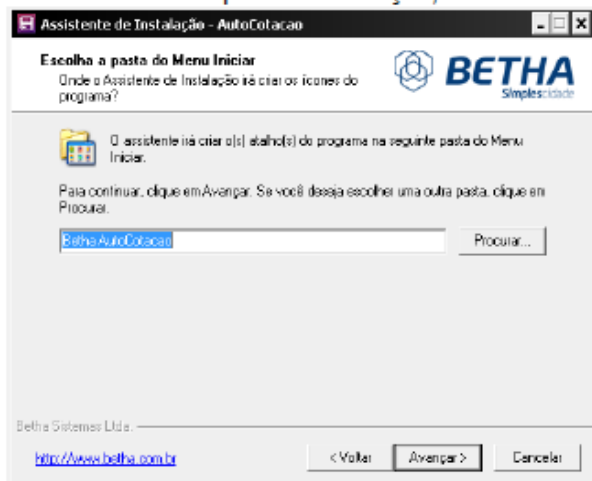 Assistente de Instalação - AutoCotacao
Escolha a pasta do Menu Iniciar
Onde o Assistente de Instalação irá criar os ícones do
programa?
BETHA
Simplescidade
O assistente irá criar o(s) atalho(s) do programa na seguinte pasta do Menu
Iniciar.
Para continuar, clique em Avançar. Se você deseja escolher uma outra pasta, clique em
Procurar.
Betha AutoCotacao
Procurar...
Betha Sistemas Ltda.
http://www.betha.com.br
< Voltar
Avançar >
Cancelar